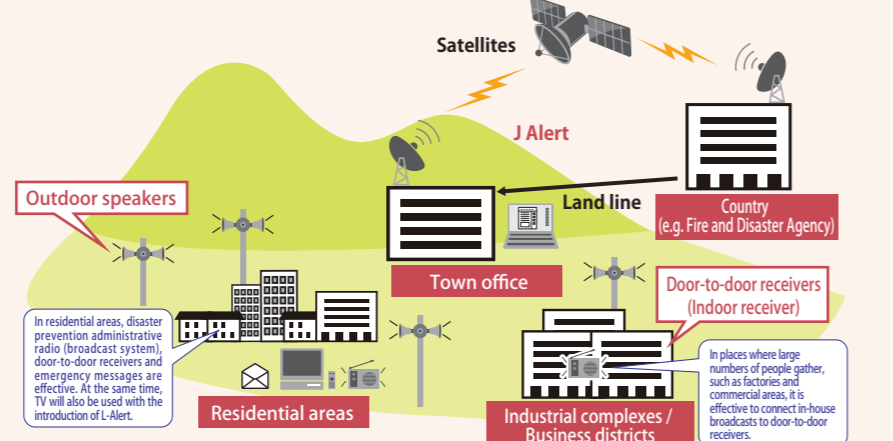 Satellites
J Alert
Outdoor speakers
Land line
Country
(e.g. Fire and Disaster Agency)
Town office
Door-to-door receivers
(Indoor receiver)
In residential areas, disaster
prevention administrative
radio (broadcast system),
door-to-door receivers and
emergency messages are
effective. At the same time,
TV will also be used with the
introduction of L-Alert.
In places where large
numbers of people gather,
such as factories and
commercial areas, it is
effective to connect in-house
broadcasts to door-to-door
receivers.
Residential areas
Industrial complexes /
Business districts